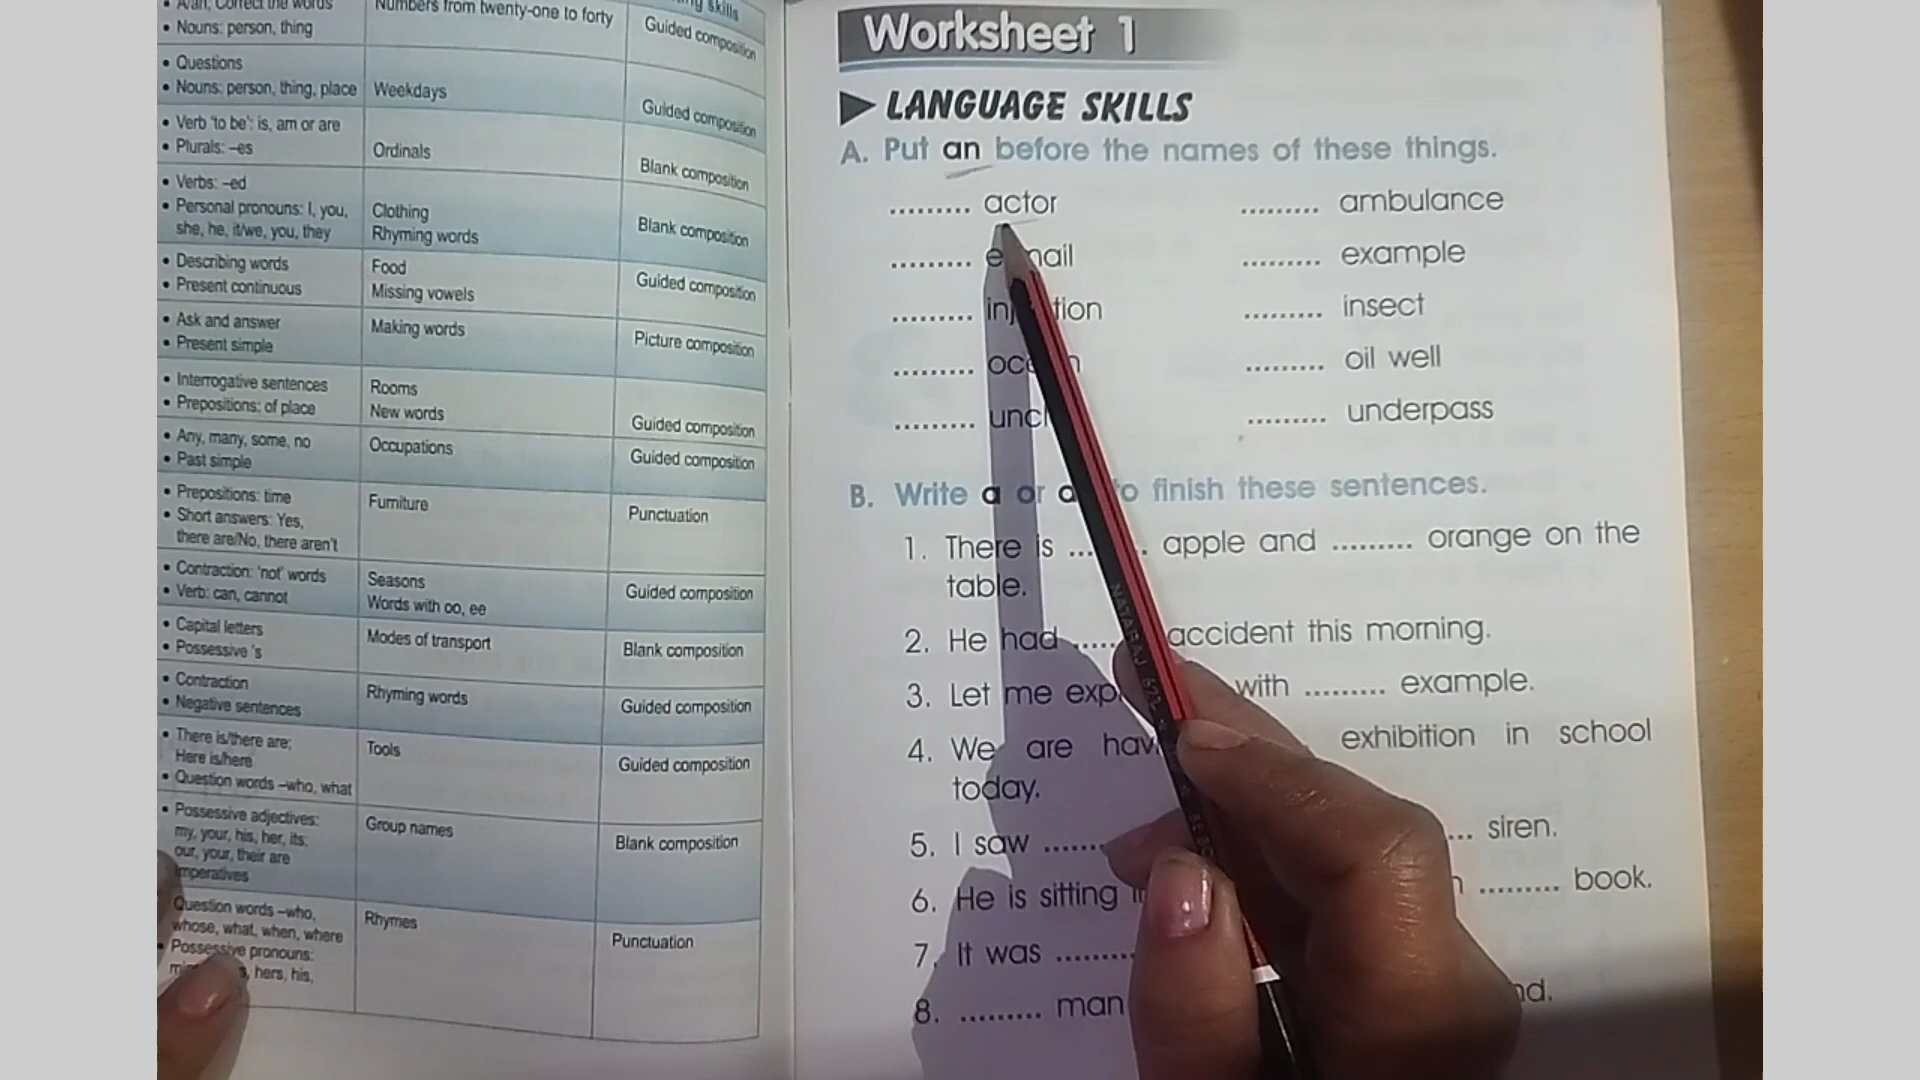 A/an; Correct the words
Numbers from twenty-one to forty
skills
Guided composition
• Nouns: person, thing
• Questions
• Nouns: person, thing, place
Weekdays
Guided composition
• Verb 'to be': is, am or are
• Plurals: –es
Ordinals
Blank composition
• Verbs: –ed
• Personal pronouns: I, you,
she, he, it/we, you, they
Clothing
Rhyming words
Blank composition
• Describing words
• Present continuous
Food
Missing vowels
Guided composition
• Ask and answer
• Present simple
Making words
Picture composition
• Interrogative sentences
• Prepositions: of place
Rooms
New words
Guided composition
• Any, many, some, no
• Past simple
Occupations
Guided composition
• Prepositions: time
• Short answers: Yes,
there are/No, there aren't
Furniture
Punctuation
• Contraction: 'not' words
• Verb: can, cannot
Seasons
Words with oo, ee
Guided composition
• Capital letters
• Possessive 's
Modes of transport
Blank composition
• Contraction
• Negative sentences
Rhyming words
Guided composition
• There is/there are;
Here is/here
• Question words –who, what
Tools
Guided composition
• Possessive adjectives:
my, your, his, her, its;
our, your, their are
Imperatives
Group names
Blank composition
Question words –who,
whose, what, when, where
• Possessive pronouns:
hers, his,
Rhymes
Punctuation
Worksheet 1
LANGUAGE SKILLS
A. Put an before the names of these things.
......... actor ......... ambulance
......... ......... example
......... ......... insect
......... ......... oil well
......... ......... underpass
B. Write a or to finish these sentences.
1. There is ... apple and ......... orange on the
table.
2. He had ..... accident this morning.
3. Let me with ......... example.
4. We are exhibition in school
today.
5. I saw ...... ... siren.
6. He is sitting ......... book.
7. It was ........
8. ......... man
NATARAJ 621